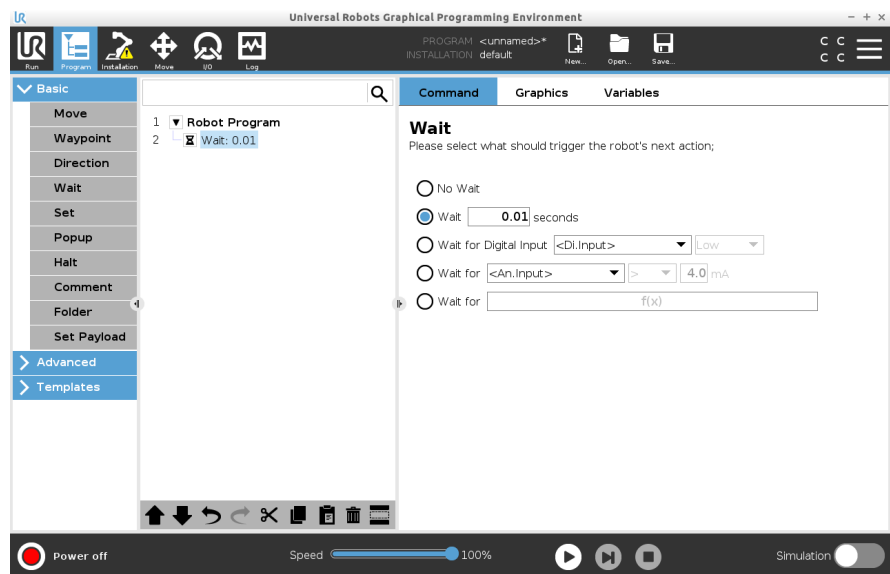 UR Universal Robots Graphical Programming Environment - + ×
UR PROGRAM <unnamed>* C C
INSTALLATION default C C
Run Program Installation Move I/O Log New... Open... Save...
Basic
Move
Waypoint
Direction
Wait
Set
Popup
Halt
Comment
Folder
Set Payload
Advanced
Templates
1 Robot Program
2 Wait: 0.01
Command Graphics Variables
Wait
Please select what should trigger the robot's next action;
No Wait
Wait 0.01 seconds
Wait for Digital Input <Di.Input> Low
Wait for <An.Input> > 4.0 mA
Wait for f(x)
Power off Speed 100% Simulation